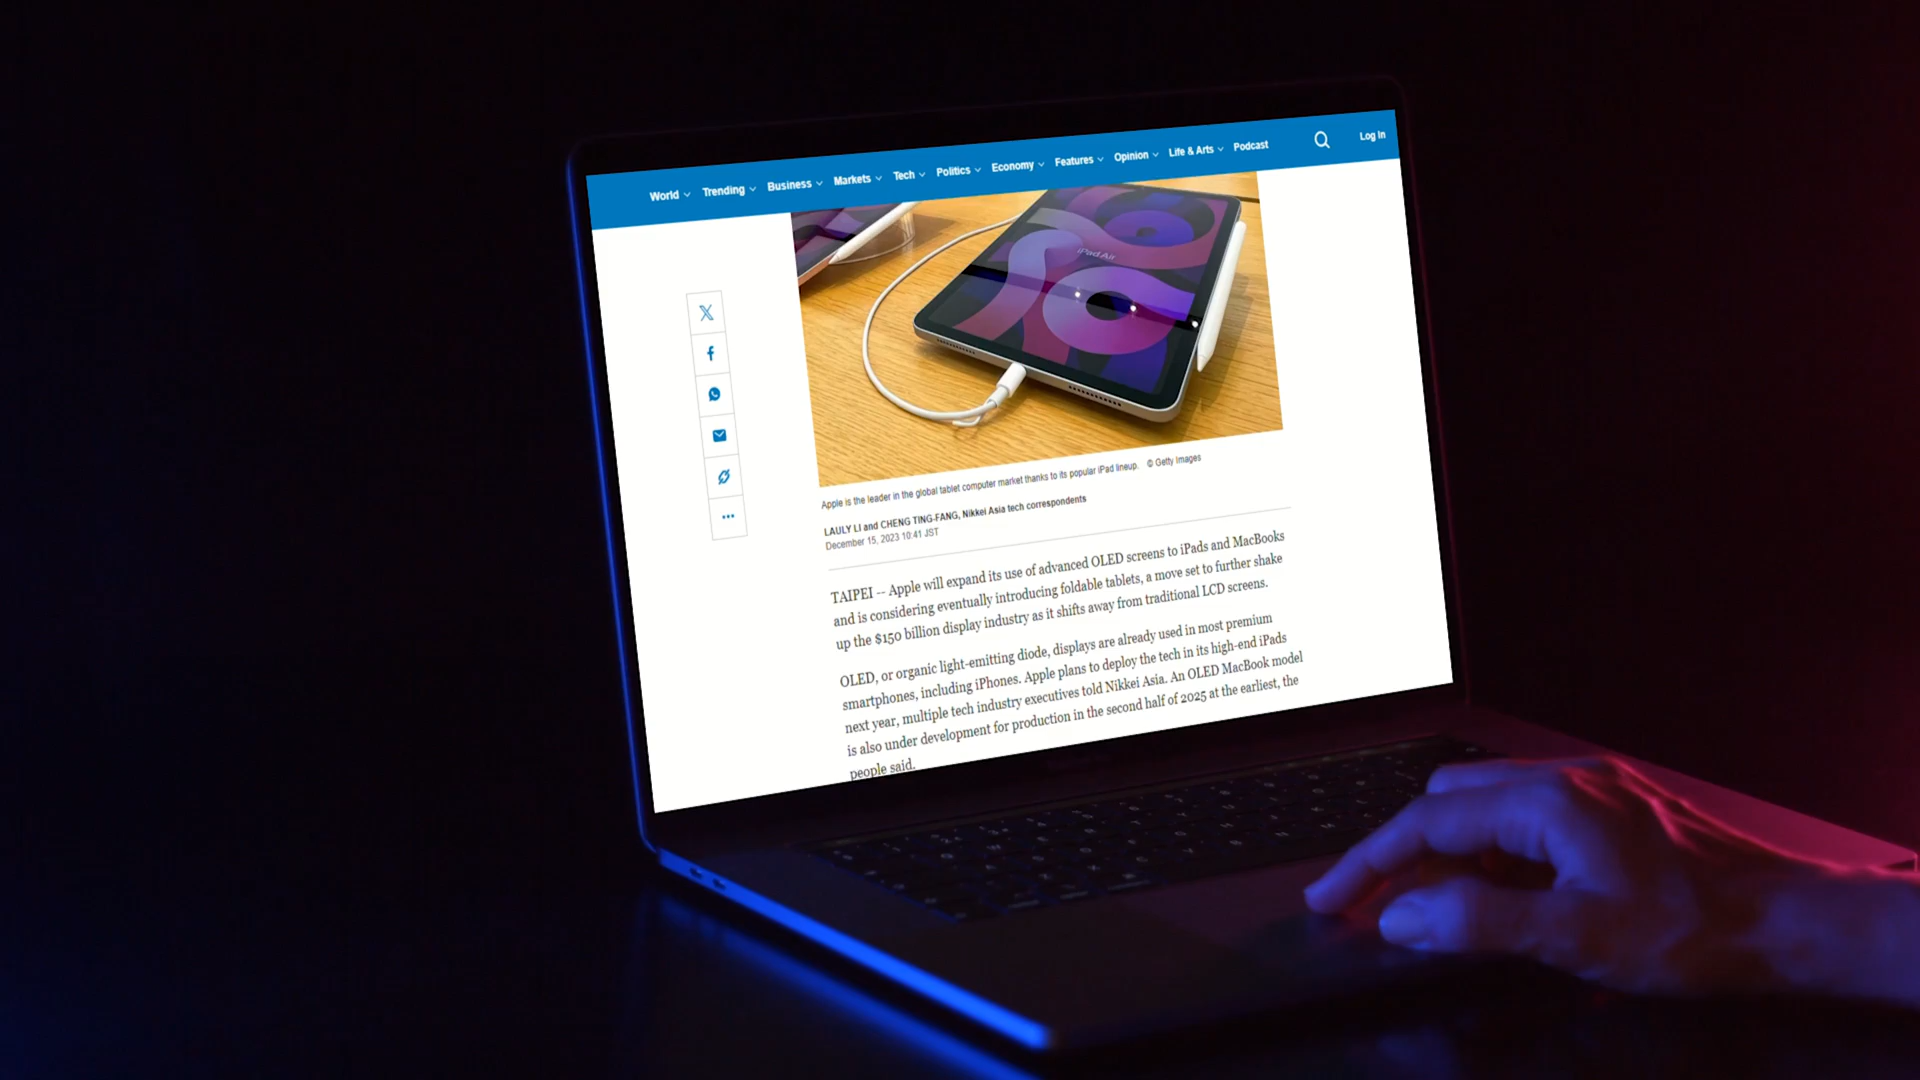 World Trending Business Markets Tech Politics Economy Features Opinion Life & Arts Podcast Log In
iPad Air
Apple is the leader in the global tablet computer market thanks to its popular iPad lineup. © Getty Images
LAULY LI and CHENG TING-FANG, Nikkei Asia tech correspondents
December 15, 2023 10:41 JST
TAIPEI -- Apple will expand its use of advanced OLED screens to iPads and MacBooks
and is considering eventually introducing foldable tablets, a move set to further shake
up the $150 billion display industry as it shifts away from traditional LCD screens.
OLED, or organic light-emitting diode, displays are already used in most premium
smartphones, including iPhones. Apple plans to deploy the tech in its high-end iPads
next year, multiple tech industry executives told Nikkei Asia. An OLED MacBook model
is also under development for production in the second half of 2025 at the earliest, the
people said.